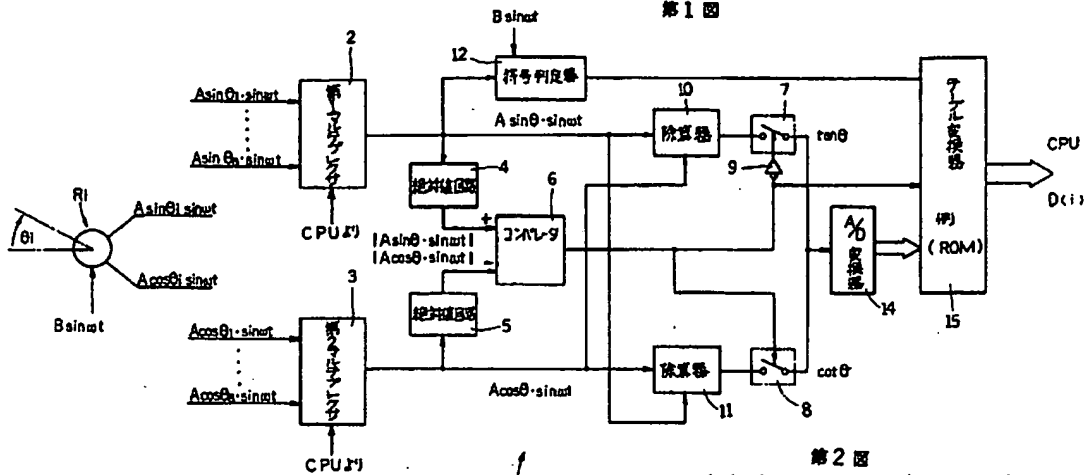 第1図
Bsinωt
12
符号判定器
2
Asinθ1・sinωt
Asinθn・sinωt
第1マルチプレクサ
CPUより
Asinθ・sinωt
10
除算器
7
tanθ
9
4
絶対値回路
6
+
-
コンパレータ
|Asinθ・sinωt|
|Acosθ・sinωt|
絶対値回路
5
Ri
θi
Asinθi sinωt
Acosθi sinωt
Bsinωt
3
Acosθ1・sinωt
Acosθn・sinωt
第2マルチプレクサ
CPUより
Acosθ・sinωt
除算器
11
cotθ
8
A/D
変換器
14
テーブル変換器
(ROM)
15
CPU
D(i)
第2図